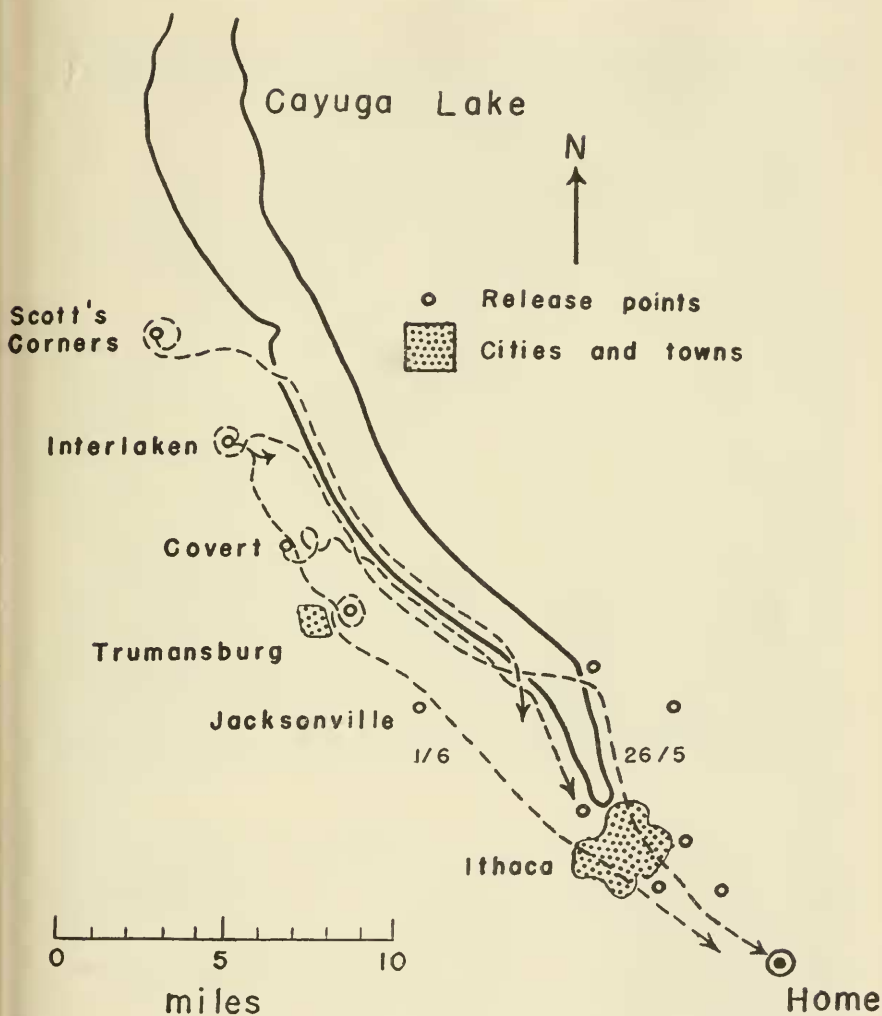 Cayuga Lake
N
Release points
Cities and towns
Scott's
Corners
Interlaken
Covert
Trumansburg
Jacksonville
1/6
26/5
Ithaca
0 5 10
miles
Home